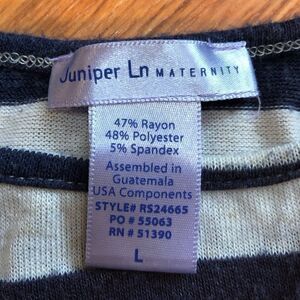 Juniper Ln MATERNITY
47% Rayon
48% Polyester
5% Spandex
Assembled in
Guatemala
USA Components
STYLE# RS24665
PO # 55063
RN # 51390
L